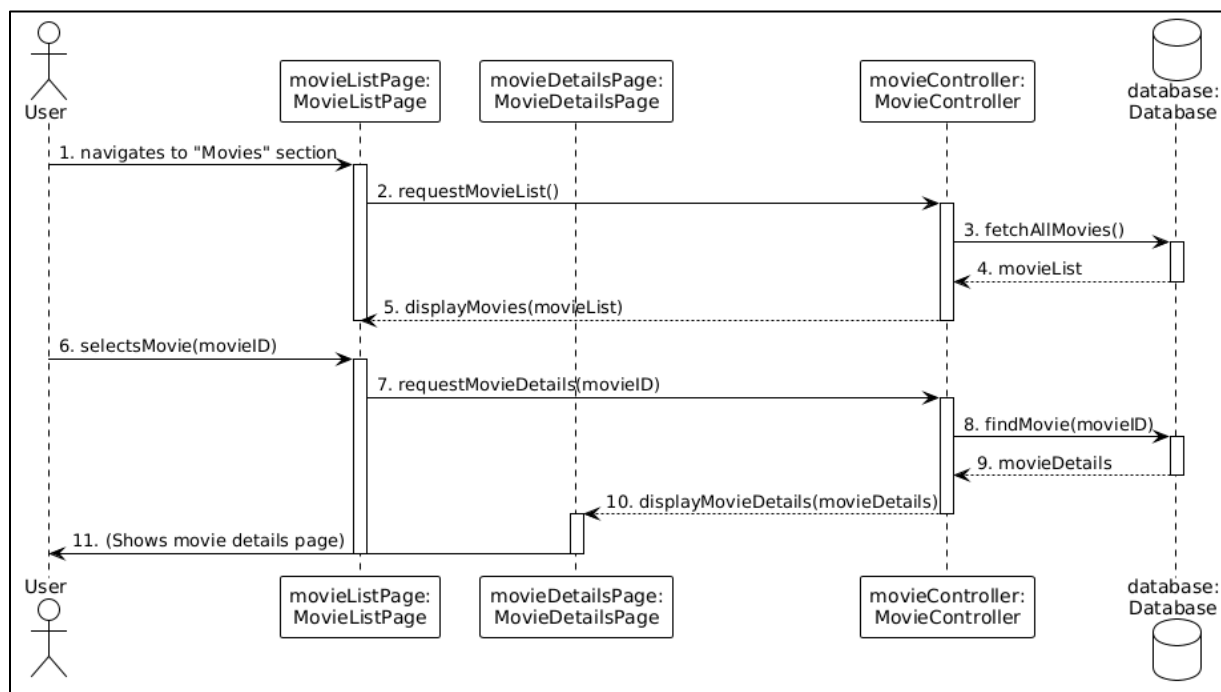 User
movieListPage:
MovieListPage
movieDetailsPage:
MovieDetailsPage
movieController:
MovieController
database:
Database
1. navigates to "Movies" section
2. requestMovieList()
3. fetchAllMovies()
4. movieList
5. displayMovies(movieList)
6. selectsMovie(movieID)
7. requestMovieDetails(movieID)
8. findMovie(movieID)
9. movieDetails
10. displayMovieDetails(movieDetails)
11. (Shows movie details page)
User
movieListPage:
MovieListPage
movieDetailsPage:
MovieDetailsPage
movieController:
MovieController
database:
Database